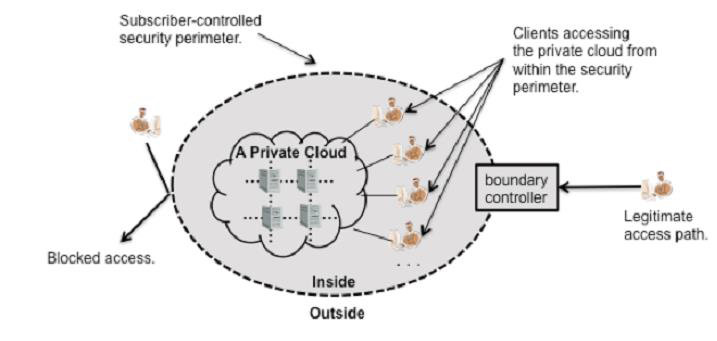 Subscriber-controlled
security perimeter.
Clients accessing
the private cloud from
within the security
perimeter.
A Private Cloud
boundary
controller
Legitimate
access path.
Blocked access.
. . .
Inside
Outside